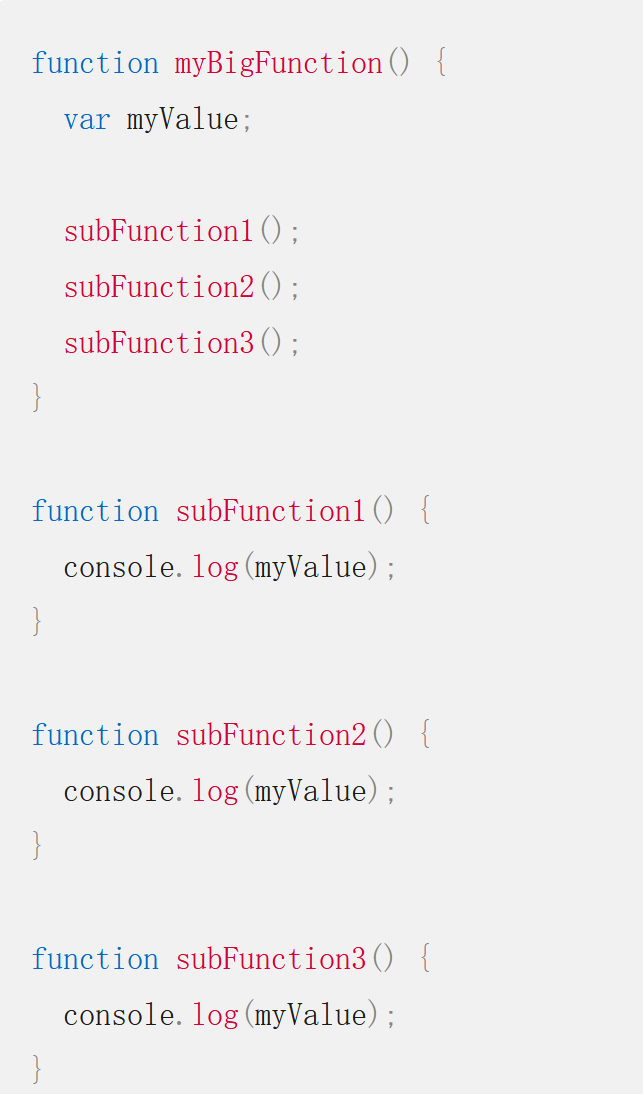 function myBigFunction() {
  var myValue;

  subFunction1();
  subFunction2();
  subFunction3();
}

function subFunction1() {
  console.log(myValue);
}

function subFunction2() {
  console.log(myValue);
}

function subFunction3() {
  console.log(myValue);
}